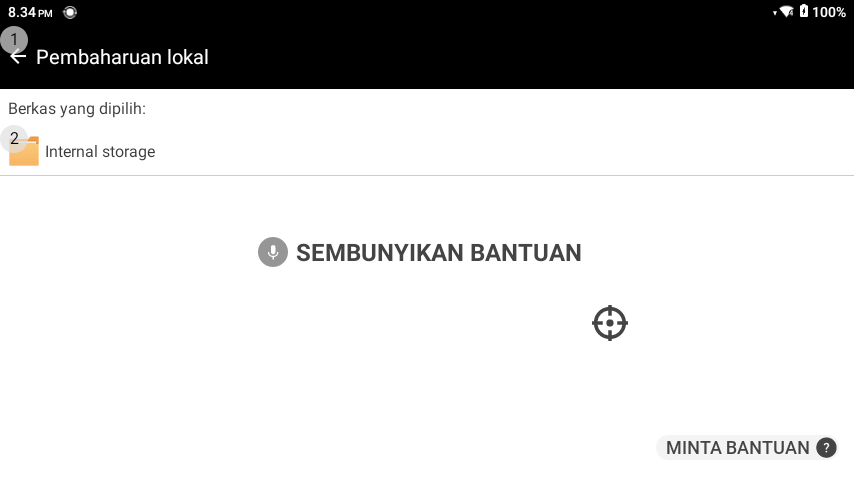 8.34 PM
100%
1
Pembaharuan lokal
Berkas yang dipilih:
2
Internal storage
SEMBUNYIKAN BANTUAN
MINTA BANTUAN ?